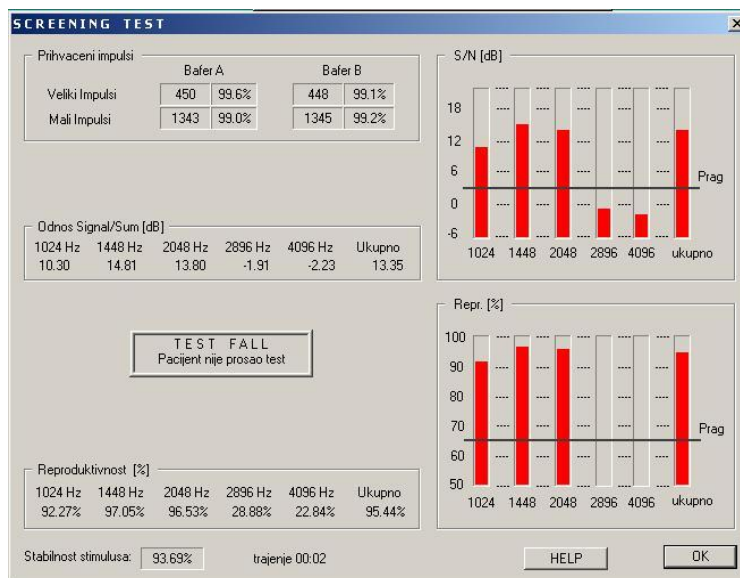 SCREENING TEST
Prihvaceni impulsi
Bafer A Bafer B
Veliki Impulsi 450 99.6% 448 99.1%
Mali Impulsi 1343 99.0% 1345 99.2%
Odnos Signal/Sum [dB]
1024 Hz 1448 Hz 2048 Hz 2896 Hz 4096 Hz Ukupno
10.30 14.81 13.80 -1.91 -2.23 13.35
TEST FALL
Pacijent nije prosao test
Reproduktivnost [%]
1024 Hz 1448 Hz 2048 Hz 2896 Hz 4096 Hz Ukupno
92.27% 97.05% 96.53% 28.88% 22.84% 95.44%
Stabilnost stimulusa: 93.69% trajenje 00:02
S/N [dB]
18
12
6
Prag
0
-6
1024 1448 2048 2896 4096 ukupno
Repr. [%]
100
90
80
70
Prag
60
50
1024 1448 2048 2896 4096 ukupno
HELP OK